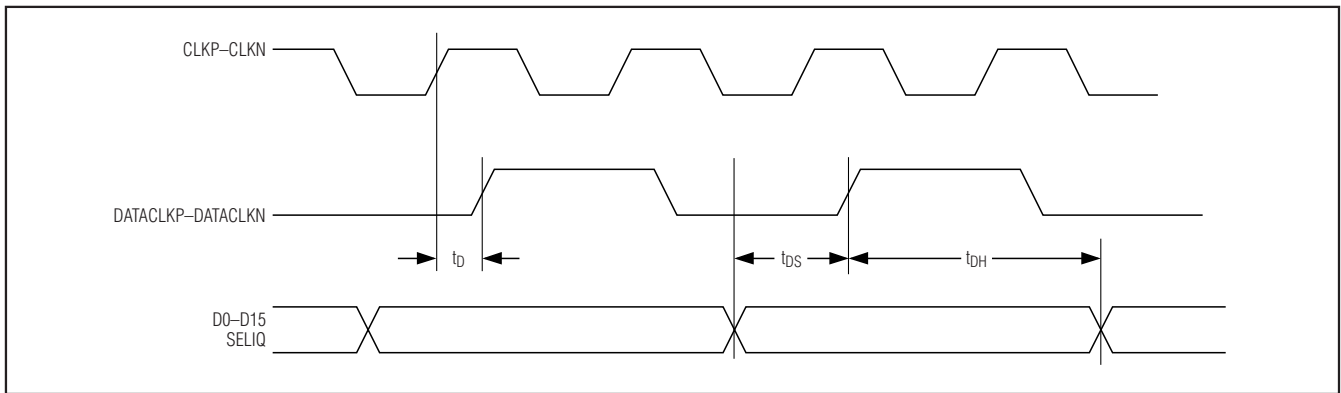 CLKP–CLKN
DATACLKP–DATACLKN
tD
tDS
tDH
D0–D15
SELIQ